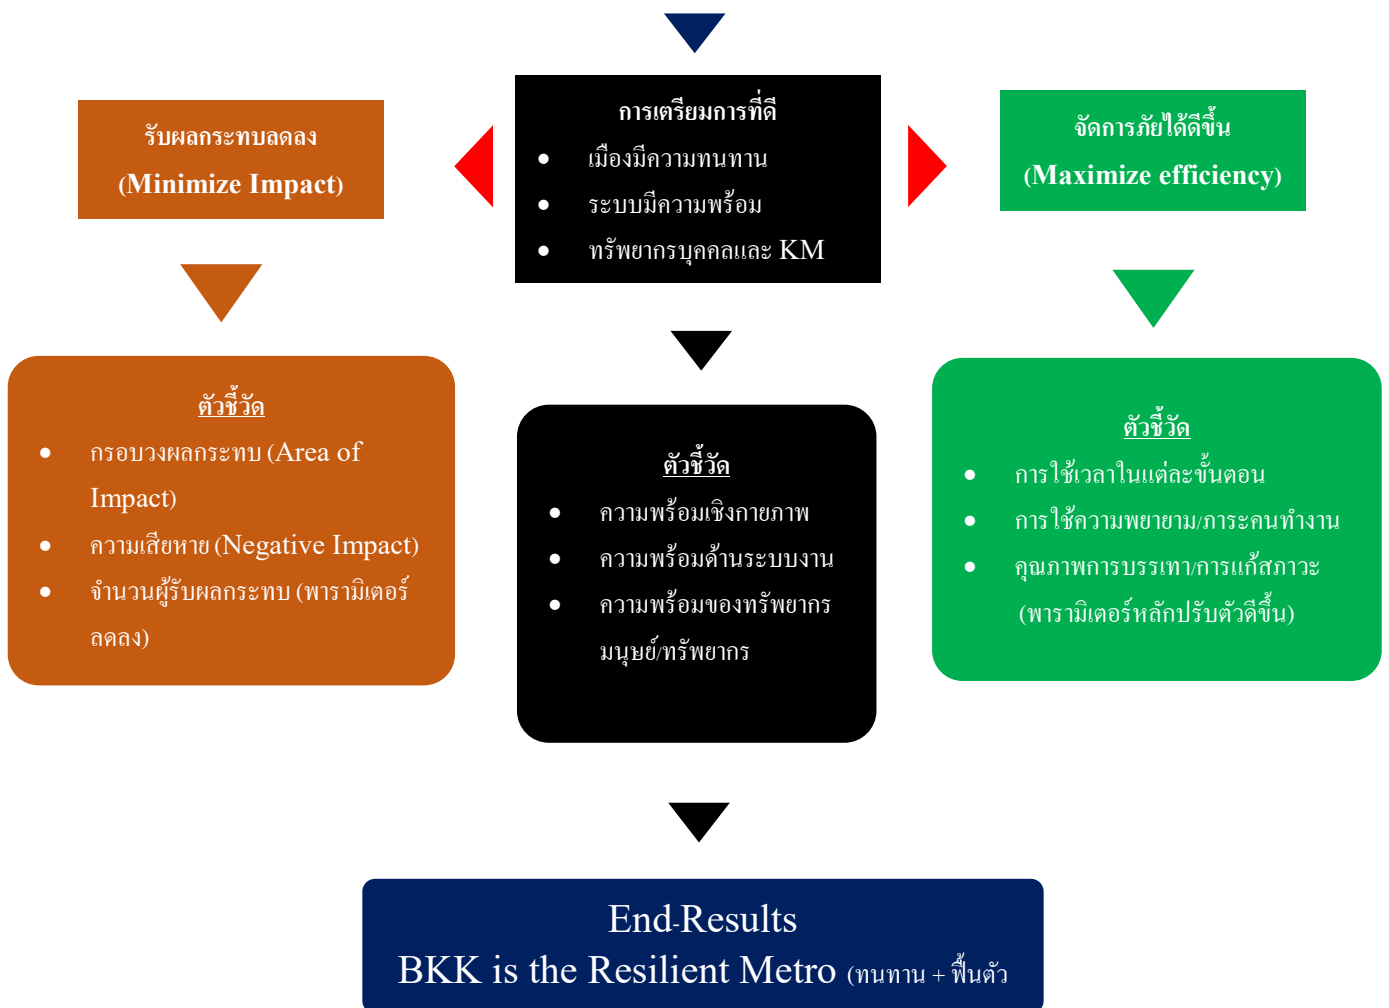 รับผลกระทบลดลง
(Minimize Impact)
การเตรียมการที่ดี
● เมืองมีความทนทาน
● ระบบมีความพร้อม
● ทรัพยากรบุคคลและ KM
จัดการภัยได้ดีขึ้น
(Maximize efficiency)
ตัวชี้วัด
● กรอบวงผลกระทบ (Area of
Impact)
● ความเสียหาย (Negative Impact)
● จำนวนผู้รับผลกระทบ (พารามิเตอร์
ลดลง)
ตัวชี้วัด
● ความพร้อมเชิงกายภาพ
● ความพร้อมด้านระบบงาน
● ความพร้อมของทรัพยากร
มนุษย์/ทรัพยากร
ตัวชี้วัด
● การใช้เวลาในแต่ละขั้นตอน
● การใช้ความพยายาม/ภาระคนทำงาน
● คุณภาพการบรรเทา/การแก้สภาวะ
(พารามิเตอร์หลักปรับตัวดีขึ้น)
End-Results
BKK is the Resilient Metro (ทนทาน + ฟื้นตัว